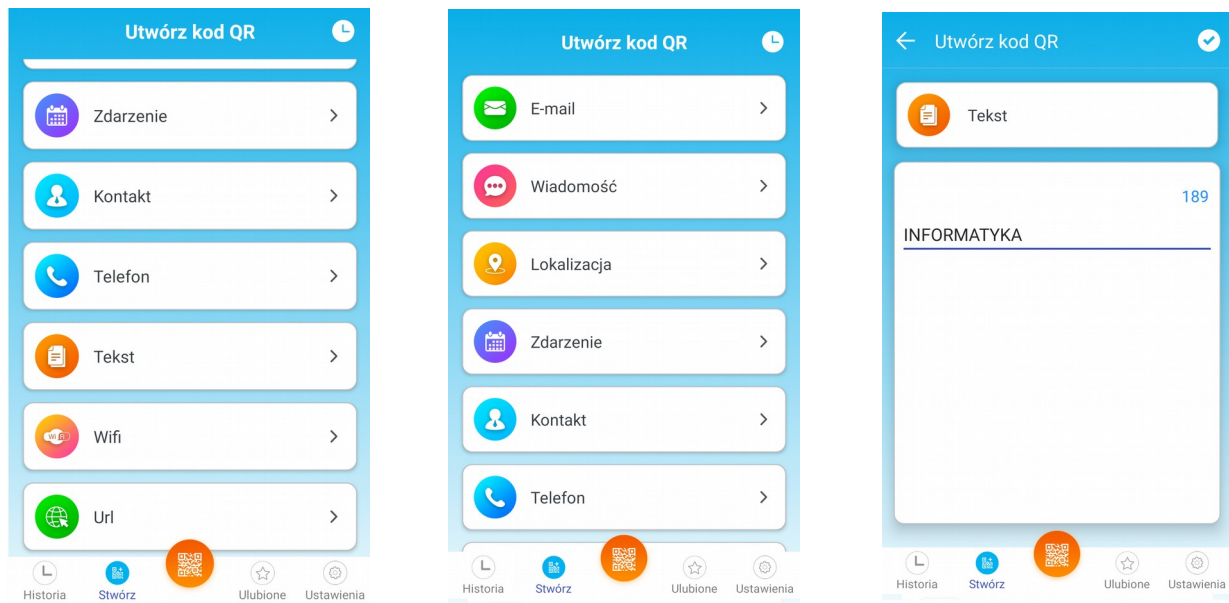 Utwórz kod QR
Zdarzenie
Kontakt
Telefon
Tekst
Wifi
Url
Historia
Stwórz
Ulubione
Ustawienia
Utwórz kod QR
E-mail
Wiadomość
Lokalizacja
Zdarzenie
Kontakt
Telefon
Historia
Stwórz
Ulubione
Ustawienia
Utwórz kod QR
Tekst
189
INFORMATYKA
Historia
Stwórz
Ulubione
Ustawienia